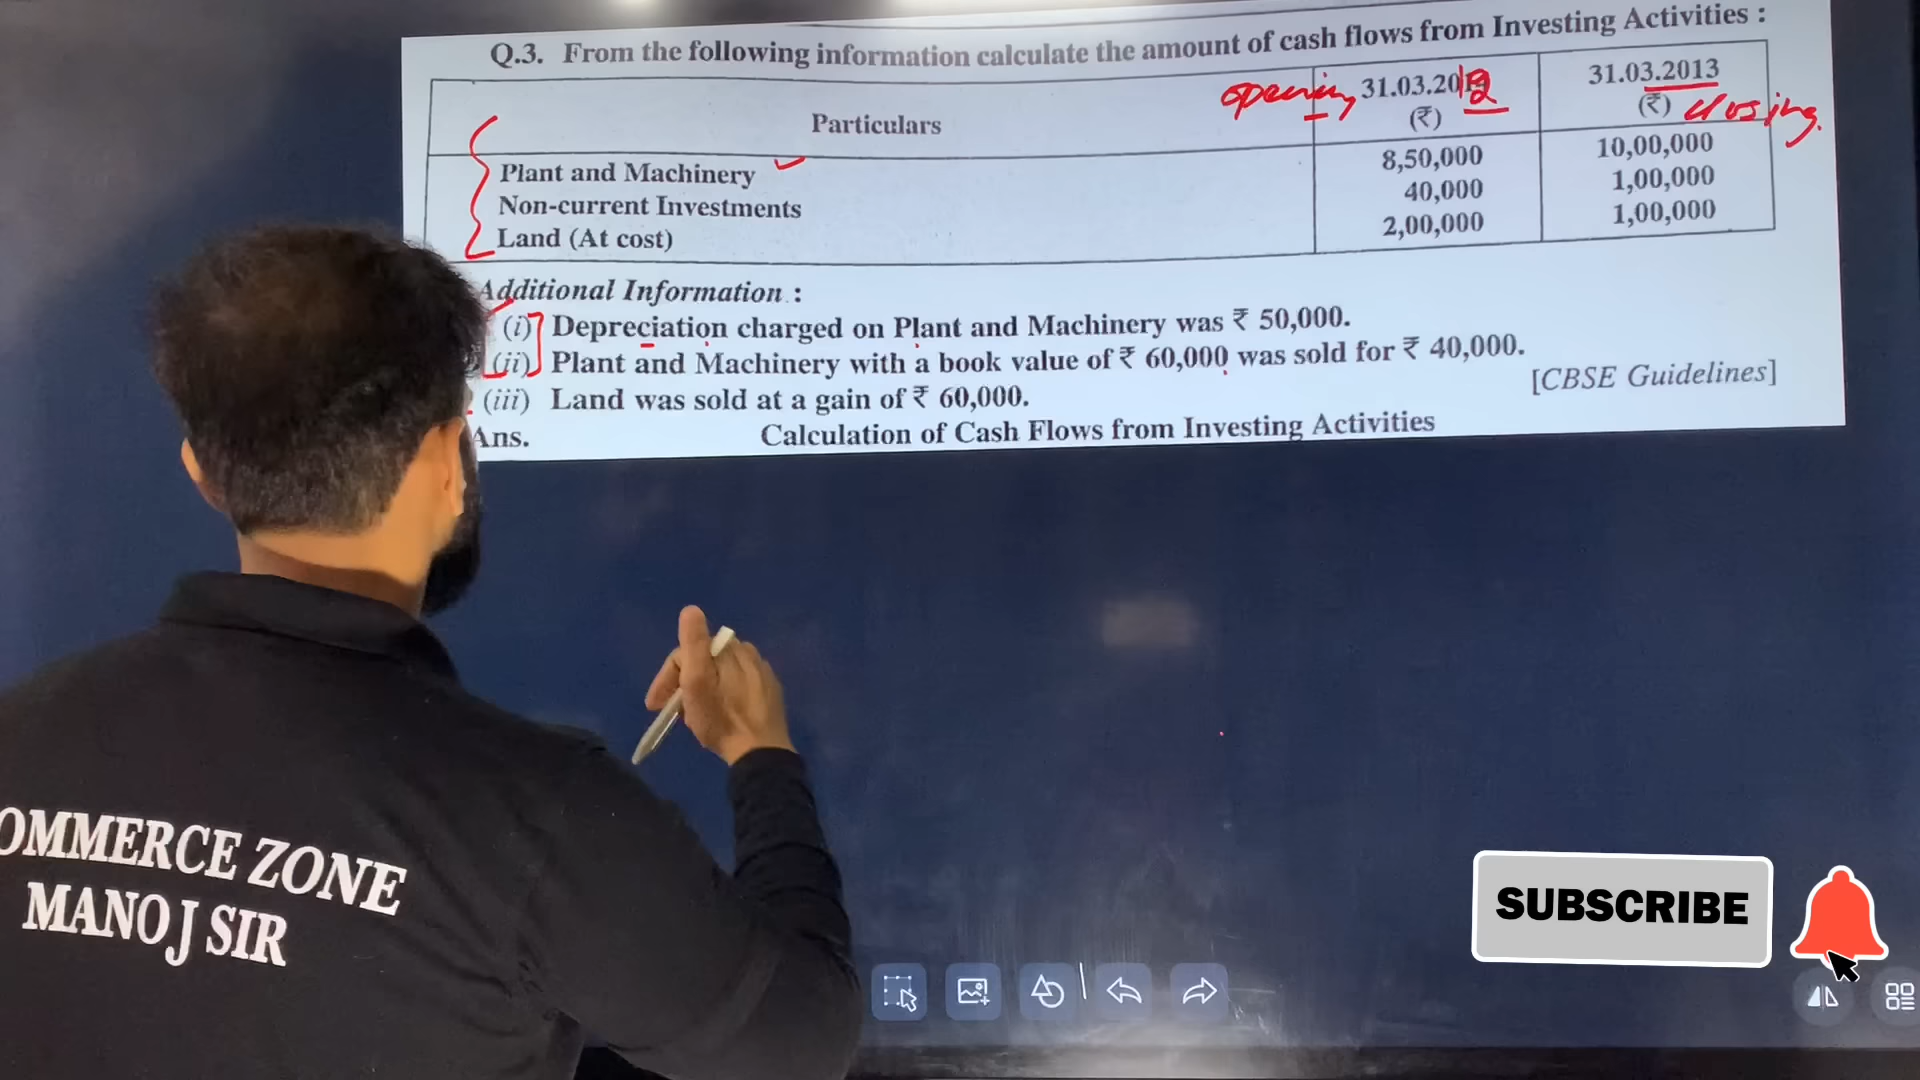 Q.3. From the following information calculate the amount of cash flows from Investing Activities :
Particulars
opening
31.03.2012
(₹)
31.03.2013
(₹) closing.
Plant and Machinery 8,50,000 10,00,000
Non-current Investments 40,000 1,00,000
Land (At cost) 2,00,000 1,00,000
Additional Information :
(i) Depreciation charged on Plant and Machinery was ₹ 50,000.
(ii) Plant and Machinery with a book value of ₹ 60,000 was sold for ₹ 40,000.
(iii) Land was sold at a gain of ₹ 60,000.
[CBSE Guidelines]
Ans. Calculation of Cash Flows from Investing Activities
OMMERCE ZONE
MANOJ SIR
SUBSCRIBE